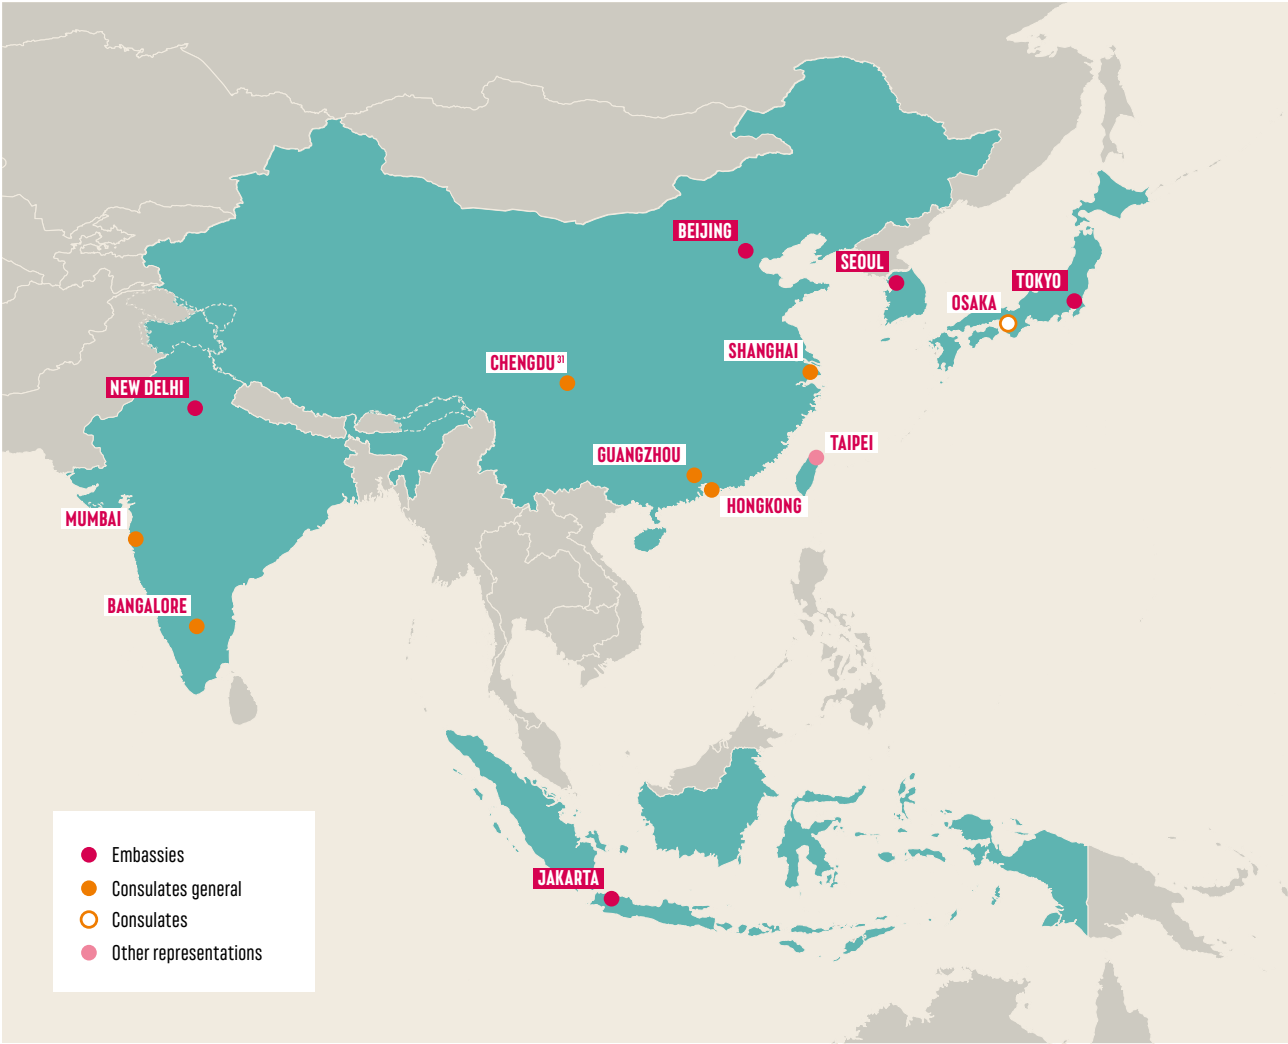 BEIJING
SEOUL
TOKYO
OSAKA
SHANGHAI
CHENGDU 31
NEW DELHI
TAIPEI
GUANGZHOU
HONGKONG
MUMBAI
BANGALORE
JAKARTA
Embassies
Consulates general
Consulates
Other representations